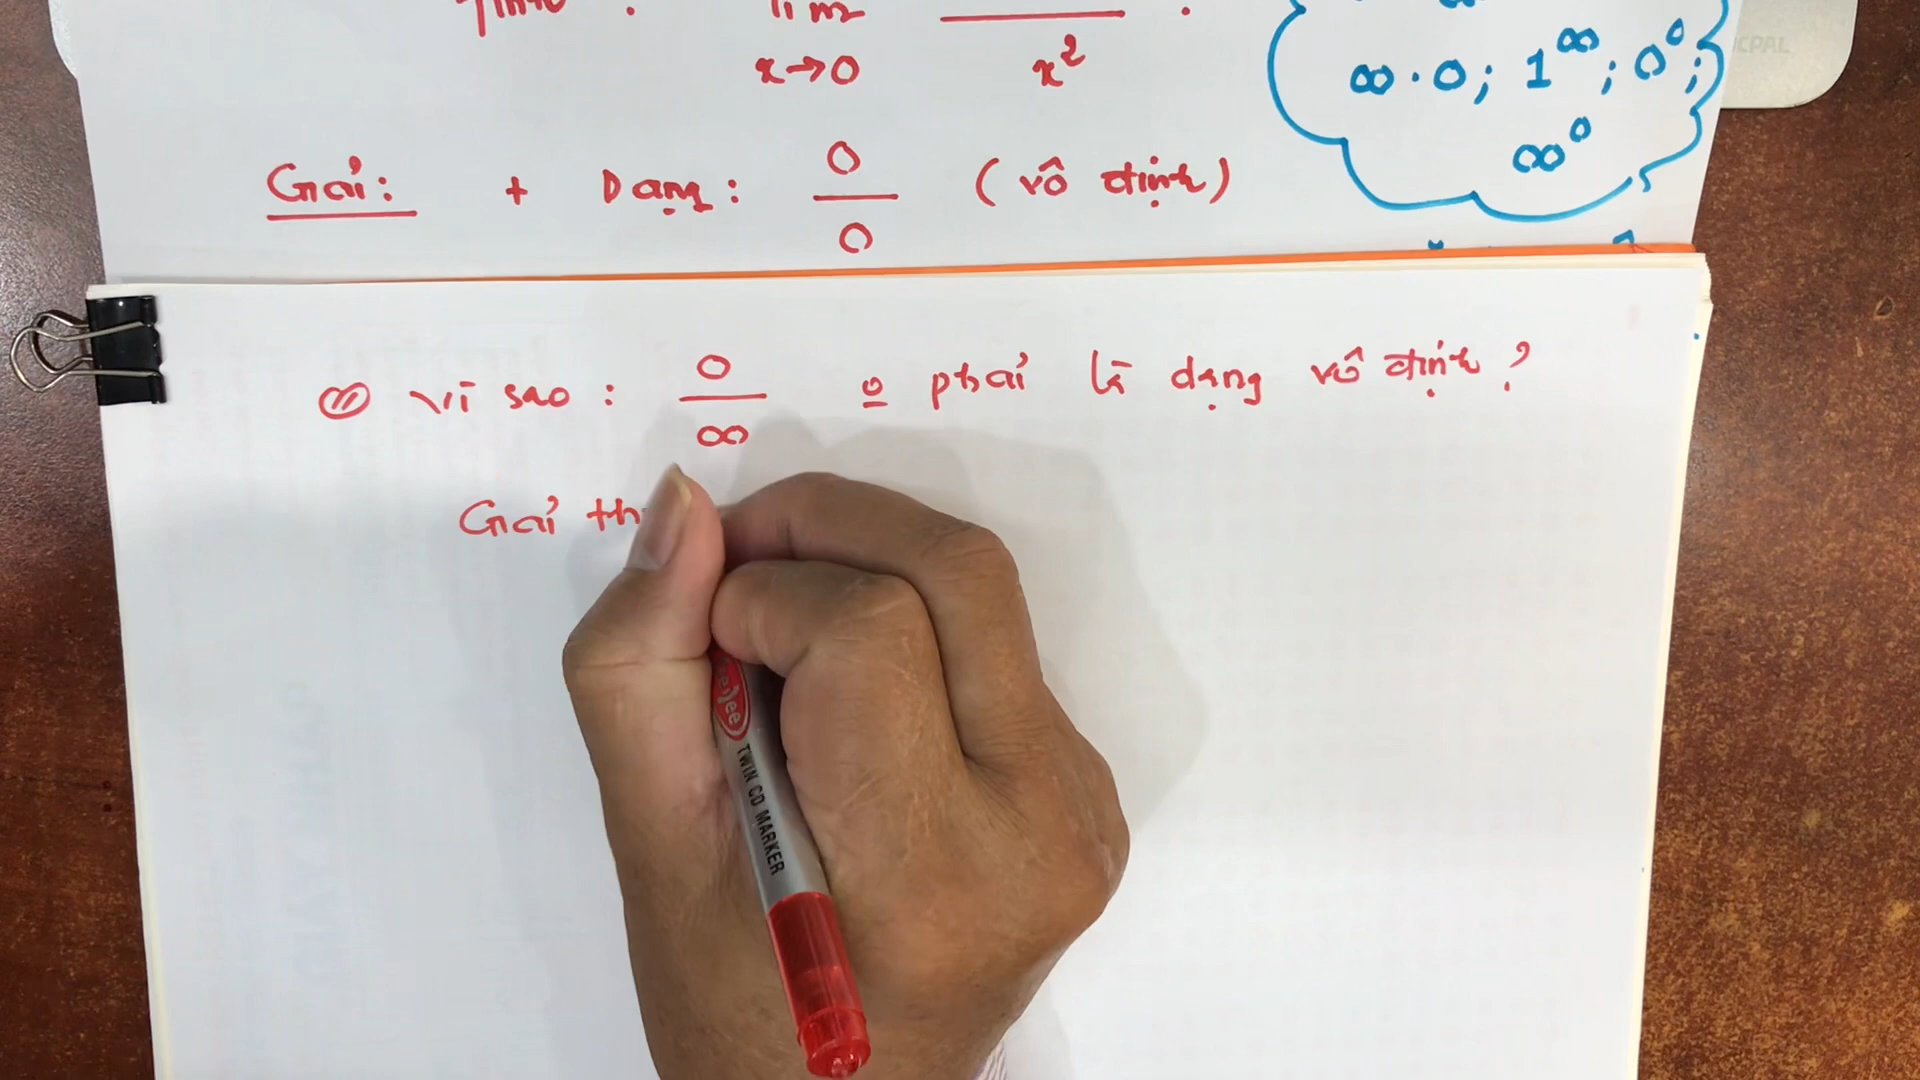 lim
x→0 x²
∞·0; 1^∞; 0⁰;
∞⁰
Giải: + Dạng: 0/0 (vô định)
Vì sao: 0/∞ o phải là dạng vô định?
Giải th
TWIN CD MARKER